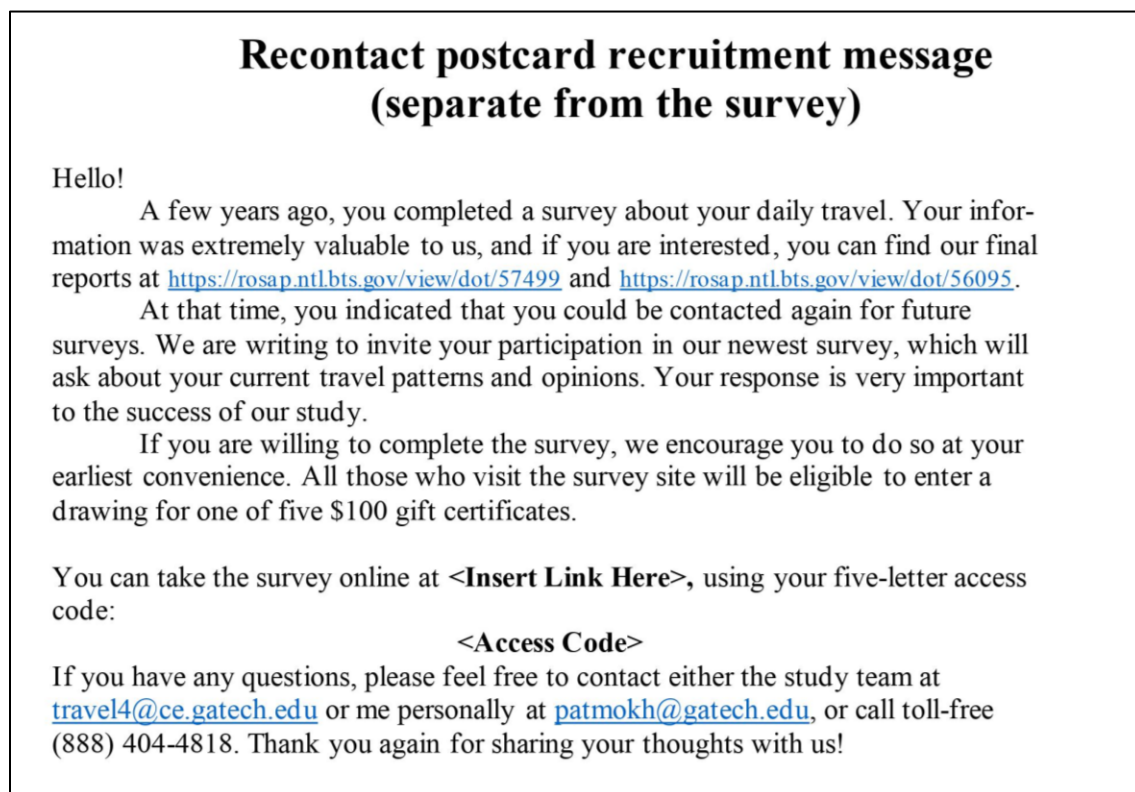 Recontact postcard recruitment message
(separate from the survey)
Hello!
A few years ago, you completed a survey about your daily travel. Your infor-
mation was extremely valuable to us, and if you are interested, you can find our final
reports at https://rosap.ntl.bts.gov/view/dot/57499 and https://rosap.ntl.bts.gov/view/dot/56095.
At that time, you indicated that you could be contacted again for future
surveys. We are writing to invite your participation in our newest survey, which will
ask about your current travel patterns and opinions. Your response is very important
to the success of our study.
If you are willing to complete the survey, we encourage you to do so at your
earliest convenience. All those who visit the survey site will be eligible to enter a
drawing for one of five $100 gift certificates.
You can take the survey online at <Insert Link Here>, using your five-letter access
code:
<Access Code>
If you have any questions, please feel free to contact either the study team at
travel4@ce.gatech.edu or me personally at patmokh@gatech.edu, or call toll-free
(888) 404-4818. Thank you again for sharing your thoughts with us!